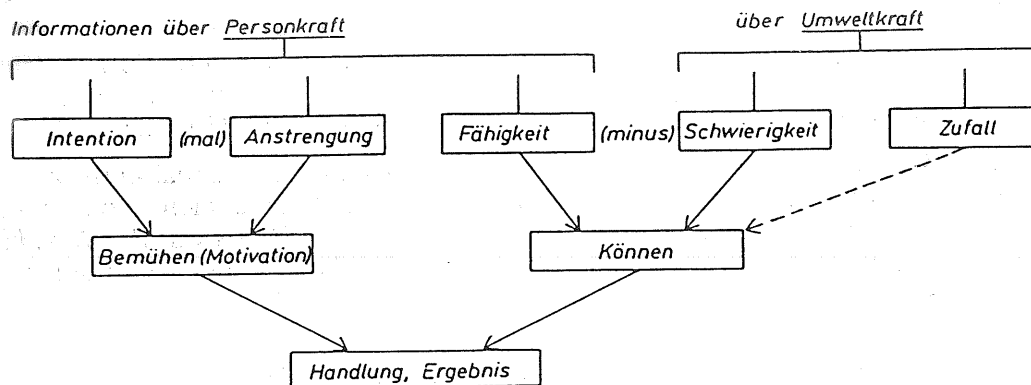 Informationen über Personkraft
über Umweltkraft
Intention (mal) Anstrengung Fähigkeit (minus) Schwierigkeit Zufall
Bemühen (Motivation) Können
Handlung, Ergebnis